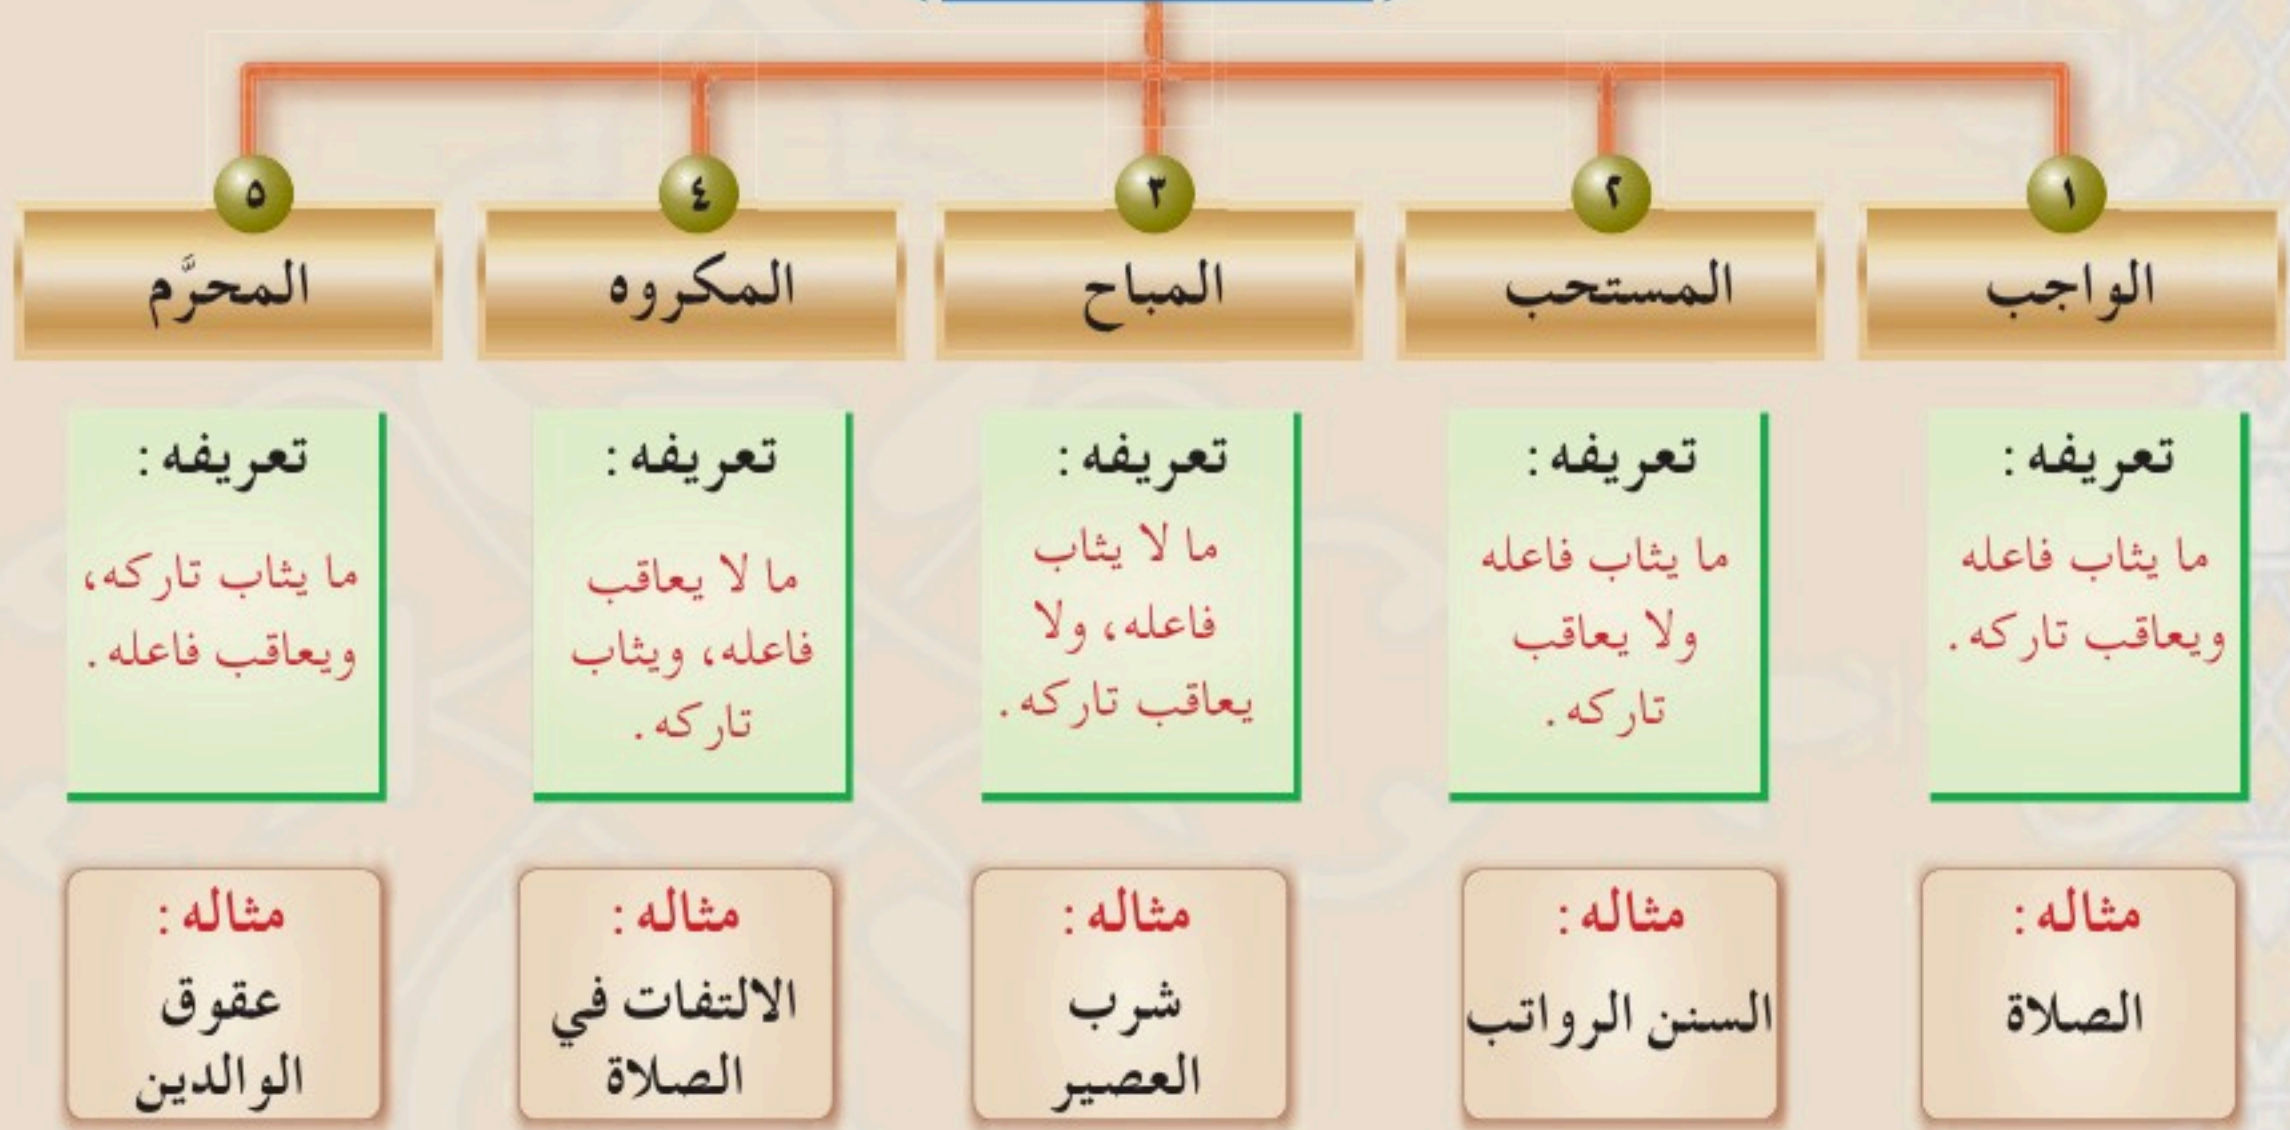 ١
الواجب
تعريفه:
ما يثاب فاعله
ويعاقب تاركه.
مثاله:
الصلاة
٢
المستحب
تعريفه:
ما يثاب فاعله
ولا يعاقب
تاركه.
مثاله:
السنن الرواتب
٣
المباح
تعريفه:
ما لا يثاب
فاعله، ولا
يعاقب تاركه.
مثاله:
شرب
العصير
٤
المكروه
تعريفه:
ما لا يعاقب
فاعله، ويثاب
تاركه.
مثاله:
الالتفات في
الصلاة
٥
المحرَّم
تعريفه:
ما يثاب تاركه،
ويعاقب فاعله.
مثاله:
عقوق
الوالدين